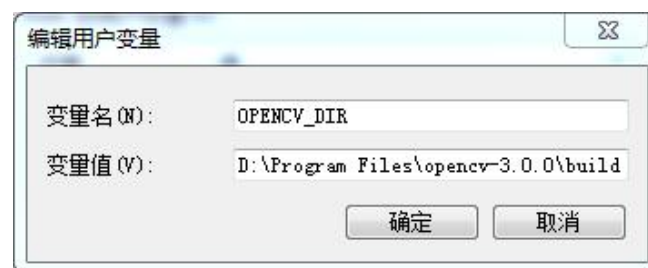 编辑用户变量
变量名(N): OPENCV_DIR
变量值(V): D:\Program Files\opencv-3.0.0\build
确定 取消